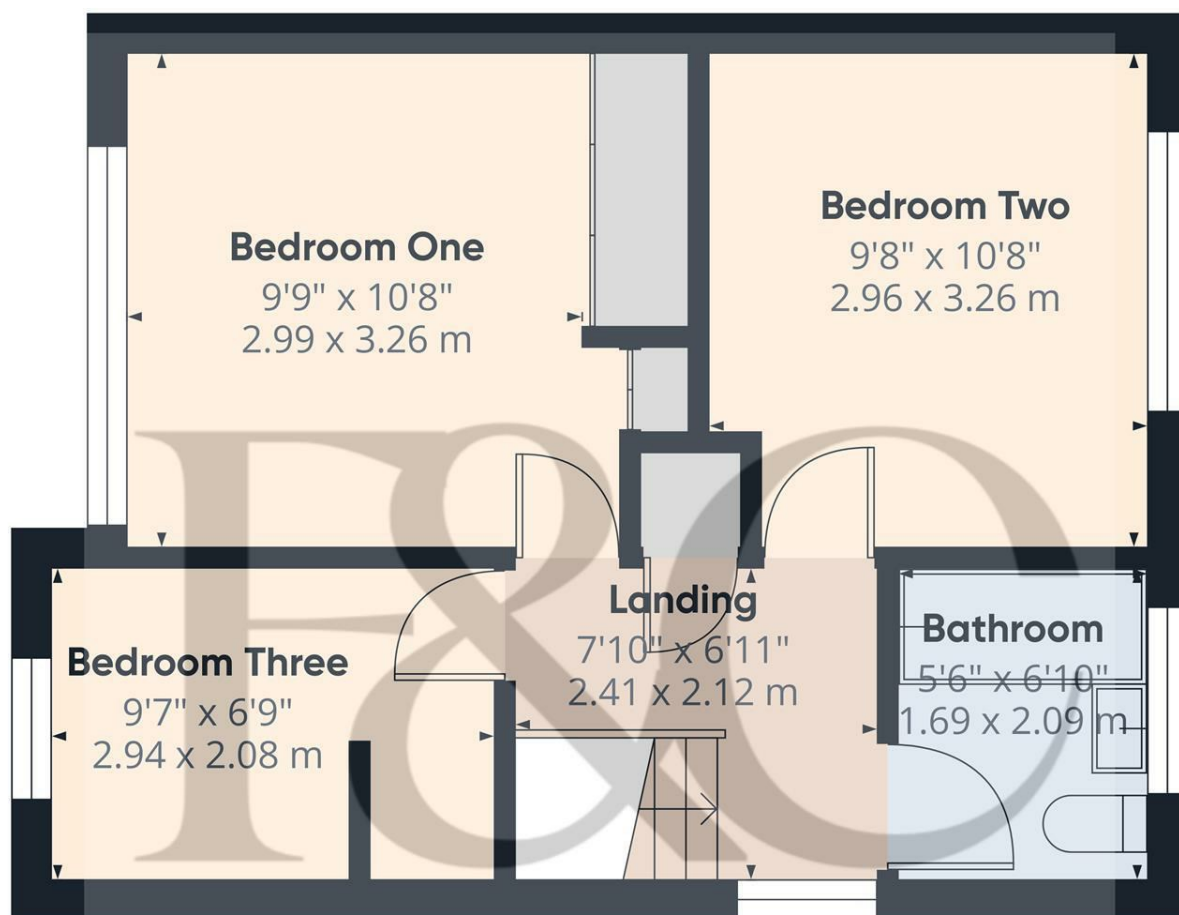 Bedroom One
9'9" x 10'8"
2.99 x 3.26 m
Bedroom Two
9'8" x 10'8"
2.96 x 3.26 m
Landing
7'10" x 6'11"
2.41 x 2.12 m
Bathroom
5'6" x 6'10"
1.69 x 2.09 m
Bedroom Three
9'7" x 6'9"
2.94 x 2.08 m
F&C